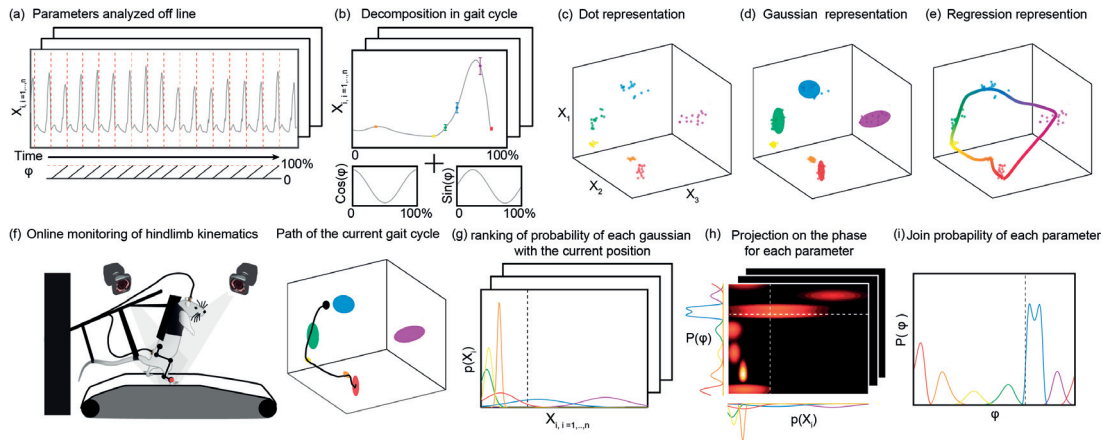 (a) Parameters analyzed off line
X i, i =1,..,n
Time
φ
100%
0
(b) Decomposition in gait cycle
X i, i =1,..,n
100%
Cos(φ)
100%
Sin(φ)
100%
(c) Dot representation
X1
X2
X3
(d) Gaussian representation
(e) Regression represention
(f) Online monitoring of hindlimb kinematics
Path of the current gait cycle
(g) ranking of probability of each gaussian
with the current position
p(Xi)
X i, i =1,..,n
(h) Projection on the phase
for each parameter
P(φ)
p(Xi)
(i) Join probapility of each parameter
P(φ)
φ